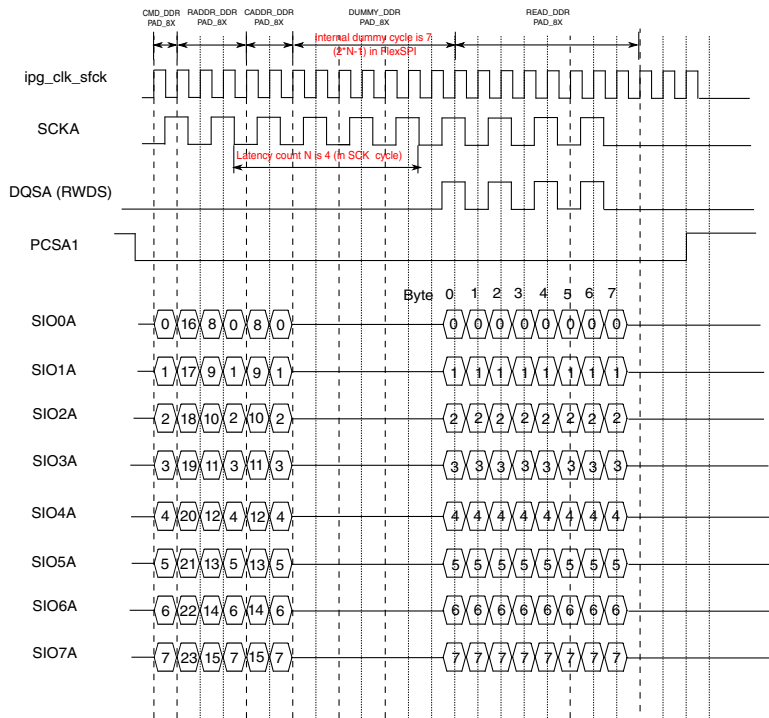 CMD_DDR RADDR_DDR CADDR_DDR DUMMY_DDR READ_DDR
PAD_8X PAD_8X PAD_8X PAD_8X PAD_8X
Internal dummy cycle is 7
(2*N-1) in FlexSPI
ipg_clk_sfck
SCKA
Latency count N is 4 (in SCK cycle)
DQSA (RWDS)
PCSA1
Byte 0 1 2 3 4 5 6 7
SIO0A 0 16 8 0 8 0 0 0 0 0 0 0 0 0
SIO1A 1 17 9 1 9 1 1 1 1 1 1 1 1 1
SIO2A 2 18 10 2 10 2 2 2 2 2 2 2 2 2
SIO3A 3 19 11 3 11 3 3 3 3 3 3 3 3 3
SIO4A 4 20 12 4 12 4 4 4 4 4 4 4 4 4
SIO5A 5 21 13 5 13 5 5 5 5 5 5 5 5 5
SIO6A 6 22 14 6 14 6 6 6 6 6 6 6 6 6
SIO7A 7 23 15 7 15 7 7 7 7 7 7 7 7 7